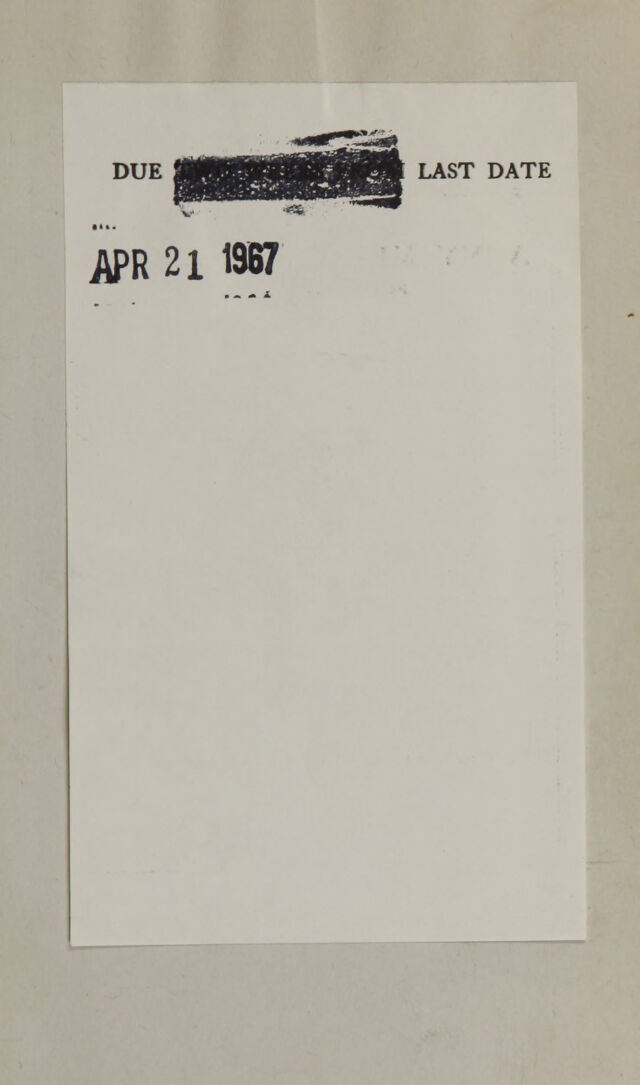 DUE LAST DATE
APR 21 1967